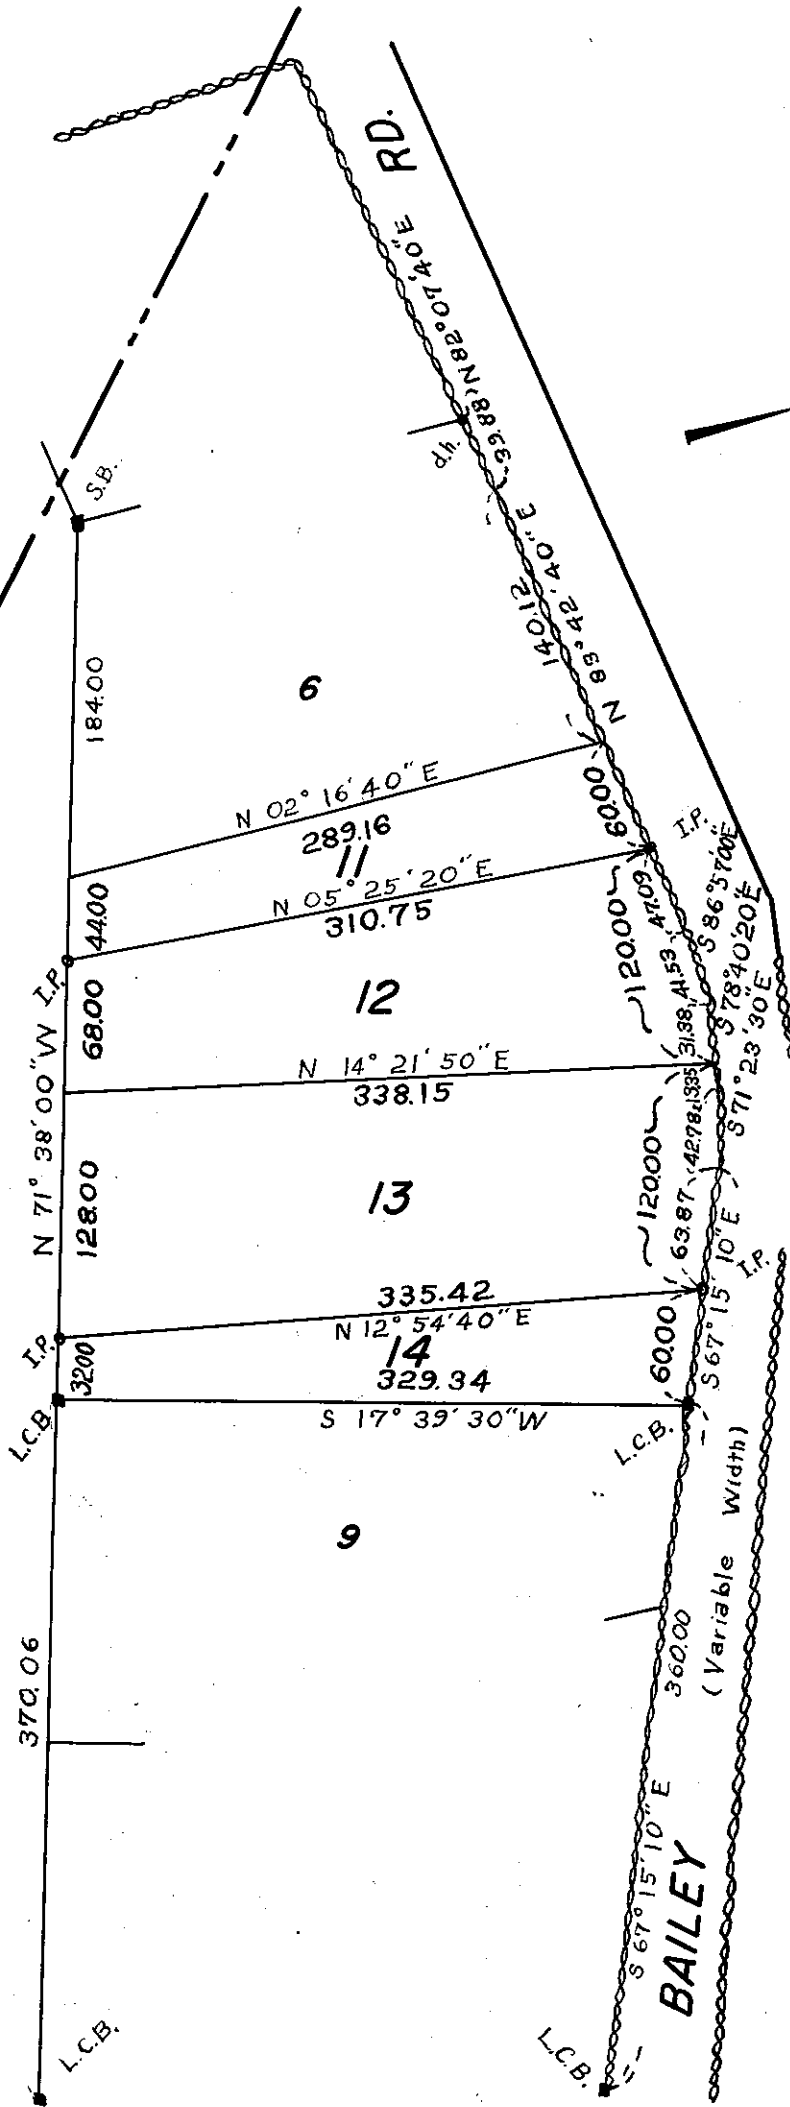 RD.
39.88
N 82° 07' 40" E
d.h.
S.B.
140.12
N 83° 42' 40" E
184.00
6
N 02° 16' 40" E
289.16
11
60.00
I.P.
N 05° 25' 20" E
310.75
44.00
I.P.
68.00
12
120.00
47.09
41.53
31.38
S 86° 57' 00" E
S 78° 40' 20" E
S 71° 23' 30" E
N 14° 21' 50" E
338.15
N 71° 38' 00" W
128.00
13
120.00
13.35
42.78
63.87
S 67° 15' 10" E
I.P.
335.42
N 12° 54' 40" E
I.P.
32.00
14
60.00
329.34
S 17° 39' 30" W
L.C.B.
L.C.B.
9
370.06
360.00
(Variable Width)
S 67° 15' 10" E
BAILEY
L.C.B.
L.C.B.